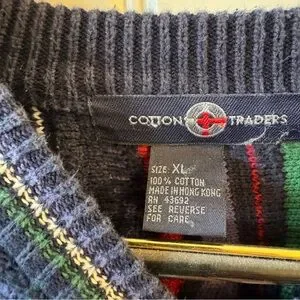 COTTON TRADERS
SIZE: XL
100% COTTON
MADE IN HONG KONG
RN 43692
SEE REVERSE
FOR CARE